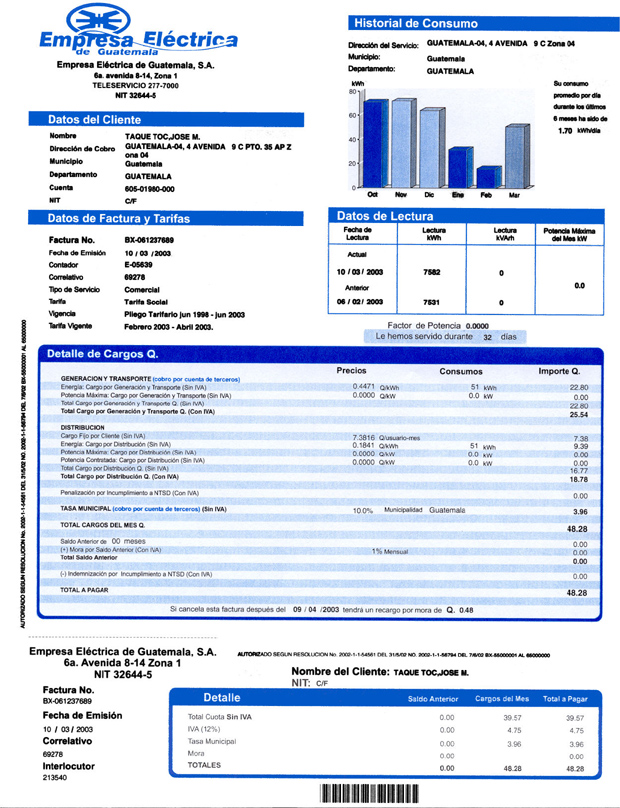 Empresa Eléctrica
de Guatemala
Empresa Eléctrica de Guatemala, S.A.
6a. avenida 8-14, Zona 1
TELESERVICIO 277-7000
NIT 32644-5
Historial de Consumo
Dirección del Servicio: GUATEMALA-04, 4 AVENIDA 9 C Zona 04
Municipio: Guatemala
Departamento: GUATEMALA
kWh
80
60
40
20
0
Oct Nov Dic Ene Feb Mar
Su consumo
promedio por día
durante los últimos
6 meses ha sido de
1.70 kWh/día
Datos del Cliente
Nombre TAQUE TOC,JOSE M.
Dirección de Cobro GUATEMALA-04, 4 AVENIDA 9 C PTO. 35 AP Z
ona 04
Municipio Guatemala
Departamento GUATEMALA
Cuenta 605-01980-000
NIT C/F
Datos de Factura y Tarifas
Factura No. BX-061237689
Fecha de Emisión 10 / 03 /2003
Contador E-05639
Correlativo 69278
Tipo de Servicio Comercial
Tarifa Tarifa Social
Vigencia Pliego Tarifario jun 1998 - jun 2003
Tarifa Vigente Febrero 2003 - Abril 2003.
Datos de Lectura
Fecha de Lectura Lectura kWh Lectura kVArh Potencia Máxima del Mes kW
Actual
10 / 03 / 2003 7582 0
Anterior 0.0
06 / 02 / 2003 7531 0
Factor de Potencia 0.0000
Le hemos servido durante 32 días
Detalle de Cargos Q.
Precios Consumos Importe Q.
GENERACION Y TRANSPORTE (cobro por cuenta de terceros)
Energía: Cargo por Generación y Transporte (Sin IVA) 0.4471 Q/kWh 51 kWh 22.80
Potencia Máxima: Cargo por Generación y Transporte (Sin IVA) 0.0000 Q/kW 0.0 kW 0.00
Total Cargo por Generación y Transporte Q. (Sin IVA) 22.80
Total Cargo por Generación y Transporte Q. (Con IVA) 25.54
DISTRIBUCION
Cargo Fijo por Cliente (Sin IVA) 7.3816 Q/usuario-mes 7.38
Energía: Cargo por Distribución (Sin IVA) 0.1841 Q/kWh 51 kWh 9.39
Potencia Máxima: Cargo por Distribución (Sin IVA) 0.0000 Q/kW 0.0 kW 0.00
Potencia Contratada: Cargo por Distribución (Sin IVA) 0.0000 Q/kW 0.0 kW 0.00
Total Cargo por Distribución Q. (Sin IVA) 16.77
Total Cargo por Distribución Q. (Con IVA) 18.78
Penalización por Incumplimiento a NTSD (Con IVA) 0.00
TASA MUNICIPAL (cobro por cuenta de terceros) (Sin IVA) 10.0% Municipalidad Guatemala 3.96
TOTAL CARGOS DEL MES Q. 48.28
Saldo Anterior de 00 meses 0.00
(+) Mora por Saldo Anterior (Con IVA) 1% Mensual 0.00
Total Saldo Anterior 0.00
(-) Indemnización por Incumplimiento a NTSD (Con IVA) 0.00
TOTAL A PAGAR 48.28
Si cancela esta factura después del 09 / 04 /2003 tendrá un recargo por mora de Q. 0.48
AUTORIZADO SEGUN RESOLUCION No. 2002-1-1-54561 DEL 31/5/02 NO. 2002-1-1-56794 DEL 7/6/02 BX-55000001 AL 65000000
Empresa Eléctrica de Guatemala, S.A.
6a. Avenida 8-14 Zona 1
NIT 32644-5
AUTORIZADO SEGUN RESOLUCION No. 2002-1-1-54561 DEL 31/5/02 NO. 2002-1-1-56794 DEL 7/6/02 BX-55000001 AL 65000000
Nombre del Cliente: TAQUE TOC,JOSE M.
NIT: C/F
Factura No.
BX-061237689
Fecha de Emisión
10 / 03 / 2003
Correlativo
69278
Interlocutor
213540
Detalle Saldo Anterior Cargos del Mes Total a Pagar
Total Cuota Sin IVA 0.00 39.57 39.57
IVA (12%) 0.00 4.75 4.75
Tasa Municipal 0.00 3.96 3.96
Mora 0.00 0.00
TOTALES 0.00 48.28 48.28